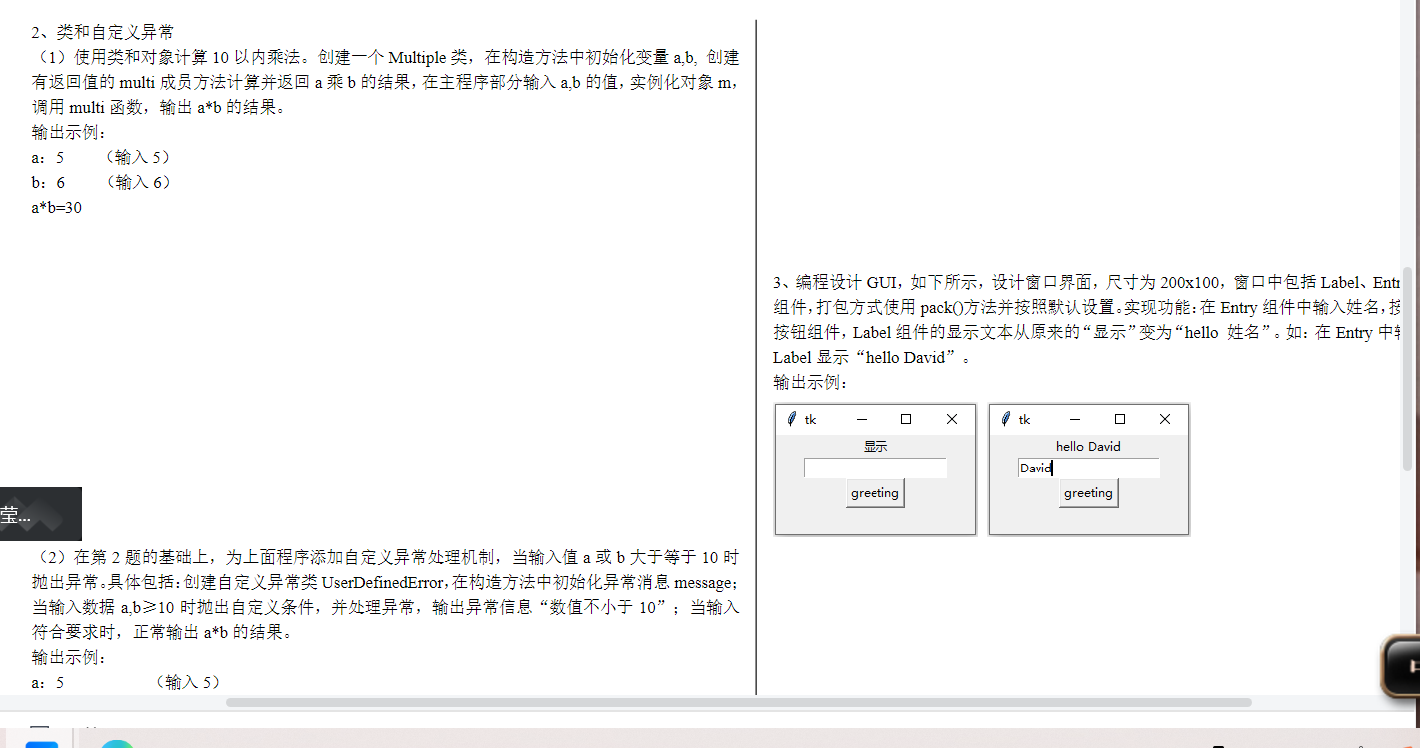 2、类和自定义异常
（1）使用类和对象计算 10 以内乘法。创建一个 Multiple 类，在构造方法中初始化变量 a,b, 创建
有返回值的 multi 成员方法计算并返回 a 乘 b 的结果，在主程序部分输入 a,b 的值，实例化对象 m，
调用 multi 函数，输出 a*b 的结果。
输出示例：
a：5 （输入 5）
b：6 （输入 6）
a*b=30
莹...
（2）在第 2 题的基础上，为上面程序添加自定义异常处理机制，当输入值 a 或 b 大于等于 10 时
抛出异常。具体包括：创建自定义异常类 UserDefinedError，在构造方法中初始化异常消息 message；
当输入数据 a,b≥10 时抛出自定义条件，并处理异常，输出异常信息“数值不小于 10”；当输入
符合要求时，正常输出 a*b 的结果。
输出示例：
a：5 （输入 5）
3、编程设计 GUI，如下所示，设计窗口界面，尺寸为 200x100，窗口中包括 Label、Entr
组件，打包方式使用 pack()方法并按照默认设置。实现功能：在 Entry 组件中输入姓名，按
按钮组件，Label 组件的显示文本从原来的“显示”变为“hello 姓名”。如：在 Entry 中
Label 显示“hello David”。
输出示例：
tk
显示
greeting
tk
hello David
David
greeting